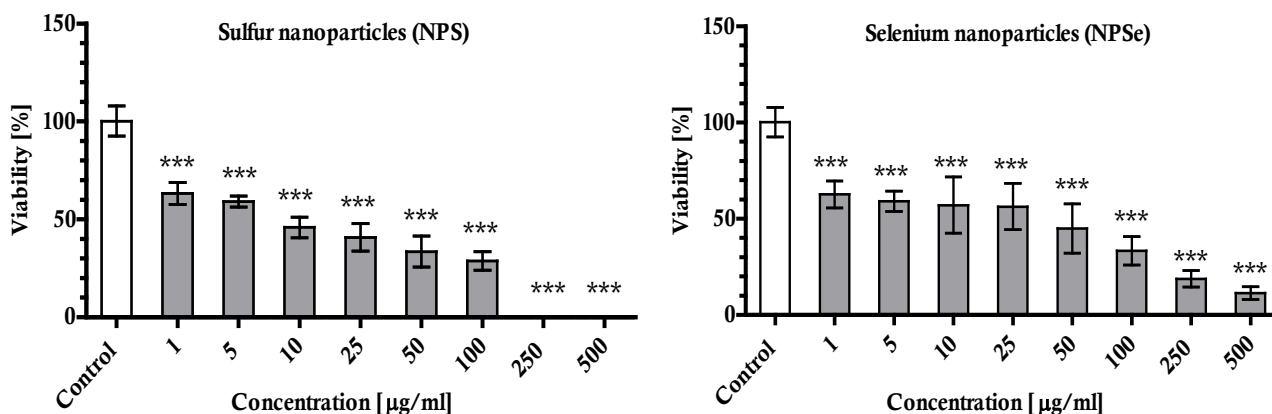 Sulfur nanoparticles (NPS)
Viability [%]
150
100
50
0
*** *** *** *** *** *** *** ***
Control 1 5 10 25 50 100 250 500
Concentration [ μg/ml]
Selenium nanoparticles (NPSe)
Viability [%]
150
100
50
0
*** *** *** *** *** *** *** ***
Control 1 5 10 25 50 100 250 500
Concentration [ μg/ml]